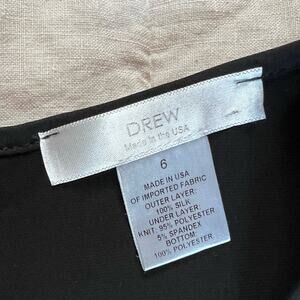 DREW
Made in the USA
6
MADE IN USA
OF IMPORTED FABRIC
OUTER LAYER:
100% SILK
UNDER LAYER:
KNIT: 95% POLYESTER
5% SPANDEX
BOTTOM:
100% POLYESTER